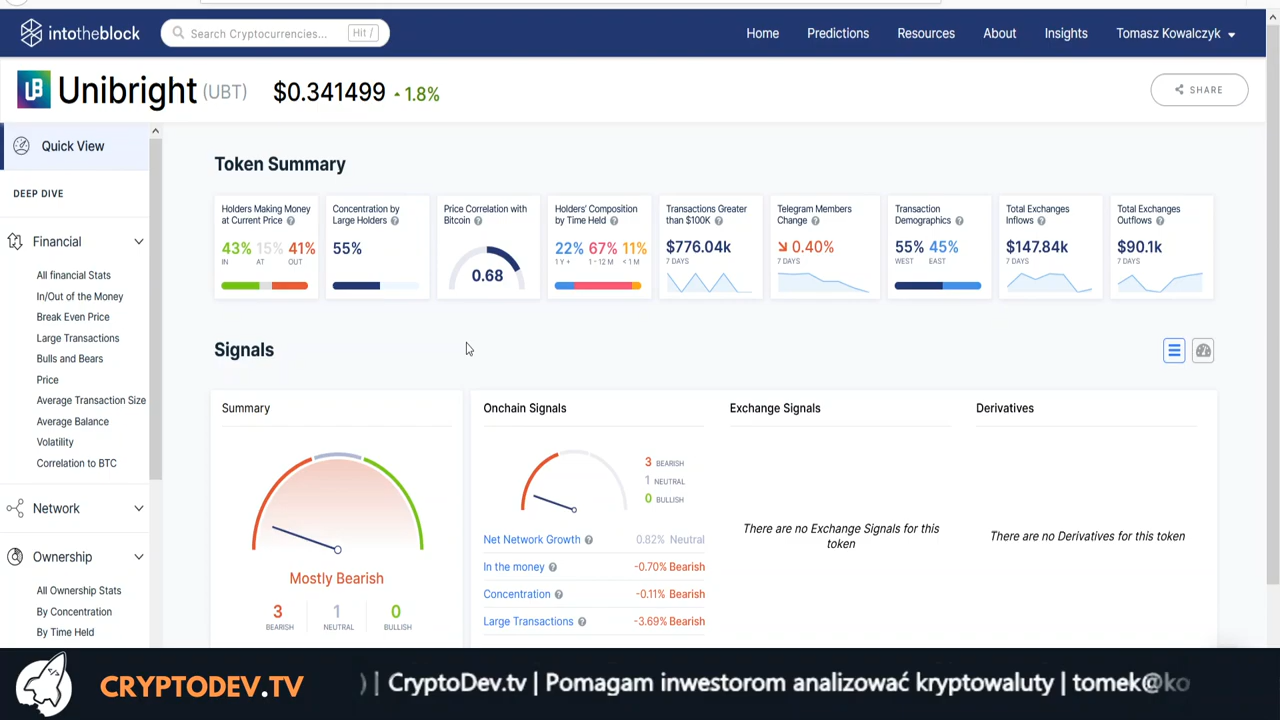 intotheblock
Search Cryptocurrencies... Hit /
Home Predictions Resources About Insights Tomasz Kowalczyk
Unibright (UBT) $0.341499 1.8%
SHARE
Quick View
DEEP DIVE
Financial
All financial Stats
In/Out of the Money
Break Even Price
Large Transactions
Bulls and Bears
Price
Average Transaction Size
Average Balance
Volatility
Correlation to BTC
Network
Ownership
All Ownership Stats
By Concentration
By Time Held
Token Summary
Holders Making Money
at Current Price
43% 15% 41%
IN AT OUT
Concentration by
Large Holders
55%
Price Correlation with
Bitcoin
0.68
Holders' Composition
by Time Held
22% 67% 11%
1 Y + 1 - 12 M < 1 M
Transactions Greater
than $100K
$776.04k
7 DAYS
Telegram Members
Change
0.40%
7 DAYS
Transaction
Demographics
55% 45%
WEST EAST
Total Exchanges
Inflows
$147.84k
7 DAYS
Total Exchanges
Outflows
$90.1k
7 DAYS
Signals
Summary
Mostly Bearish
3 1 0
BEARISH NEUTRAL BULLISH
Onchain Signals
3 BEARISH
1 NEUTRAL
0 BULLISH
Net Network Growth 0.82% Neutral
In the money -0.70% Bearish
Concentration -0.11% Bearish
Large Transactions -3.69% Bearish
Exchange Signals
There are no Exchange Signals for this
token
Derivatives
There are no Derivatives for this token
CRYPTODEV.TV
) | CryptoDev.tv | Pomagam inwestorom analizować kryptowaluty | tomek@ko